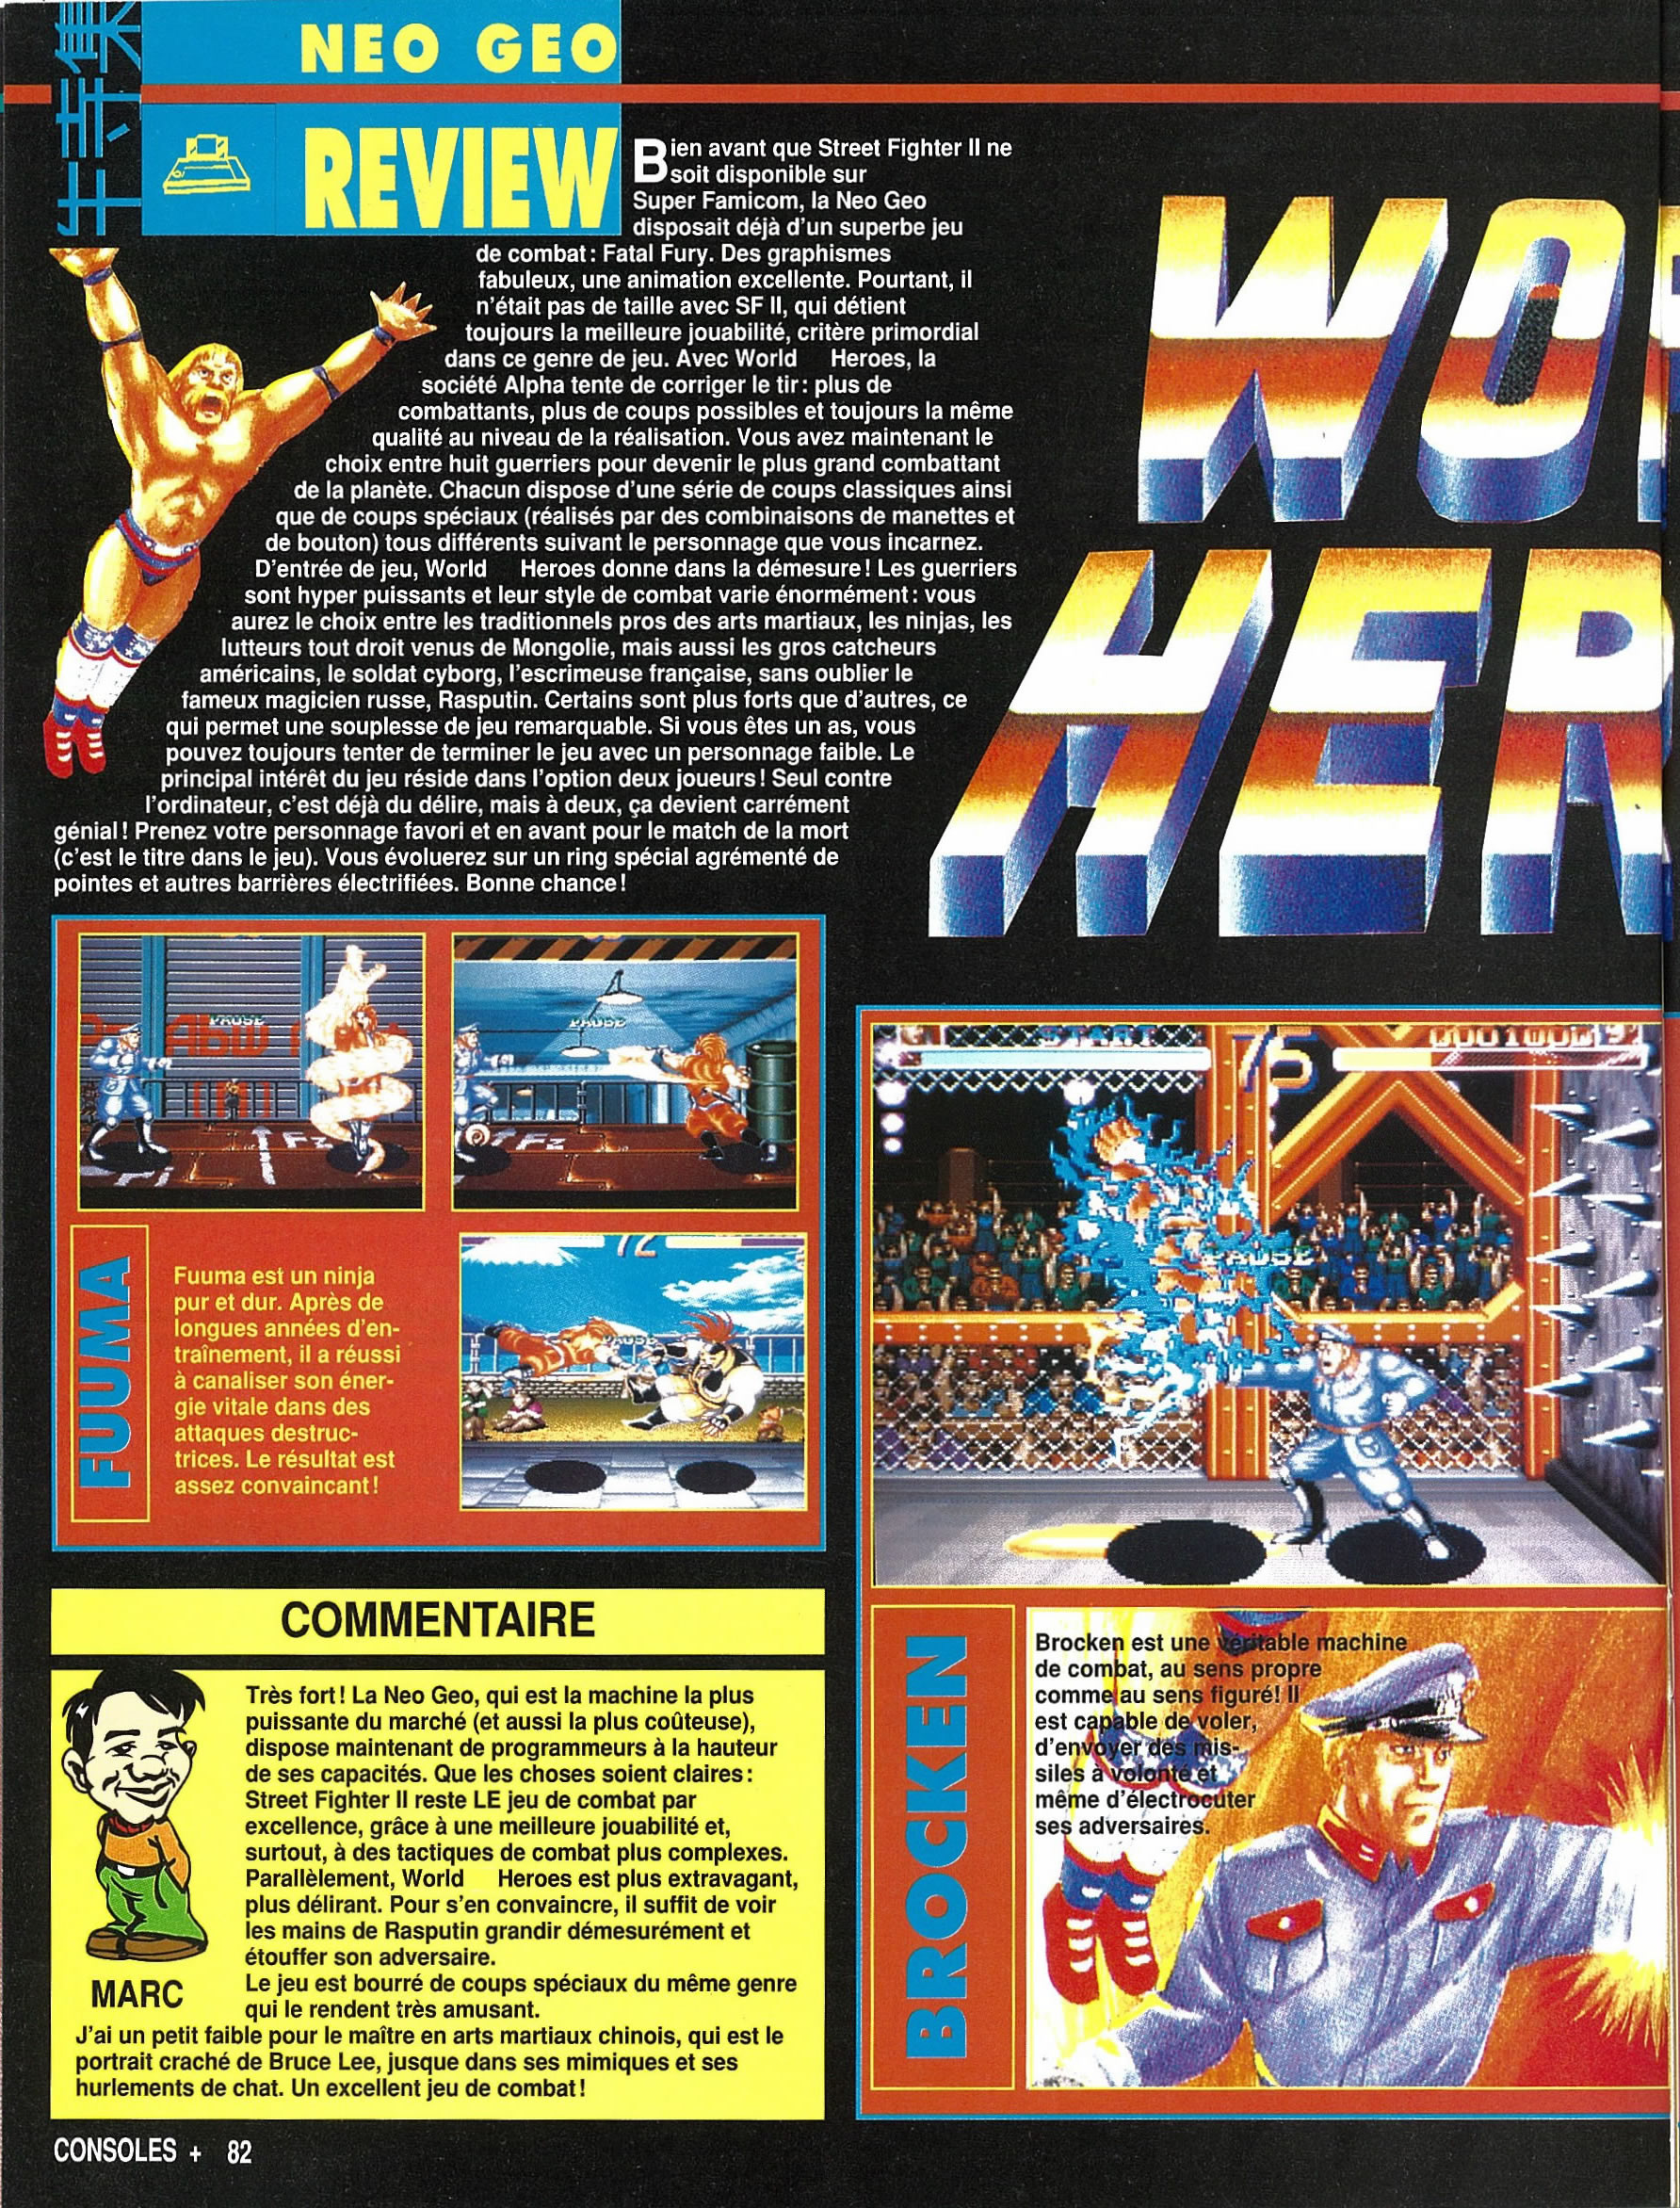 NEO GEO
REVIEW
Bien avant que Street Fighter II ne
soit disponible sur
Super Famicom, la Neo Geo
disposait déjà d'un superbe jeu
de combat : Fatal Fury. Des graphismes
fabuleux, une animation excellente. Pourtant, il
n'était pas de taille avec SF II, qui détient
toujours la meilleure jouabilité, critère primordial
dans ce genre de jeu. Avec World Heroes, la
société Alpha tente de corriger le tir : plus de
combattants, plus de coups possibles et toujours la même
qualité au niveau de la réalisation. Vous avez maintenant le
choix entre huit guerriers pour devenir le plus grand combattant
de la planète. Chacun dispose d'une série de coups classiques ainsi
que de coups spéciaux (réalisés par des combinaisons de manettes et
de bouton) tous différents suivant le personnage que vous incarnez.
D'entrée de jeu, World Heroes donne dans la démesure ! Les guerriers
sont hyper puissants et leur style de combat varie énormément : vous
aurez le choix entre les traditionnels pros des arts martiaux, les ninjas, les
lutteurs tout droit venus de Mongolie, mais aussi les gros catcheurs
américains, le soldat cyborg, l'escrimeuse française, sans oublier le
fameux magicien russe, Rasputin. Certains sont plus forts que d'autres, ce
qui permet une souplesse de jeu remarquable. Si vous êtes un as, vous
pouvez toujours tenter de terminer le jeu avec un personnage faible. Le
principal intérêt du jeu réside dans l'option deux joueurs ! Seul contre
l'ordinateur, c'est déjà du délire, mais à deux, ça devient carrément
génial ! Prenez votre personnage favori et en avant pour le match de la mort
(c'est le titre dans le jeu). Vous évoluerez sur un ring spécial agrémenté de
pointes et autres barrières électrifiées. Bonne chance !
WO
HER
PAUSE
Fz
PAUSE
Fz
FUUMA
Fuuma est un ninja
pur et dur. Après de
longues années d'en-
traînement, il a réussi
à canaliser son éner-
gie vitale dans des
attaques destruc-
trices. Le résultat est
assez convaincant !
72
PAUSE
START
75
PAUSE
COMMENTAIRE
Très fort ! La Neo Geo, qui est la machine la plus
puissante du marché (et aussi la plus coûteuse),
dispose maintenant de programmeurs à la hauteur
de ses capacités. Que les choses soient claires :
Street Fighter II reste LE jeu de combat par
excellence, grâce à une meilleure jouabilité et,
surtout, à des tactiques de combat plus complexes.
Parallèlement, World Heroes est plus extravagant,
plus délirant. Pour s'en convaincre, il suffit de voir
les mains de Rasputin grandir démesurément et
étouffer son adversaire.
Le jeu est bourré de coups spéciaux du même genre
qui le rendent très amusant.
J'ai un petit faible pour le maître en arts martiaux chinois, qui est le
portrait craché de Bruce Lee, jusque dans ses mimiques et ses
hurlements de chat. Un excellent jeu de combat !
MARC
BROCKEN
Brocken est une véritable machine
de combat, au sens propre
comme au sens figuré! Il
est capable de voler,
d'envoyer des mis-
siles à volonté et
même d'électrocuter
ses adversaires.
CONSOLES + 82